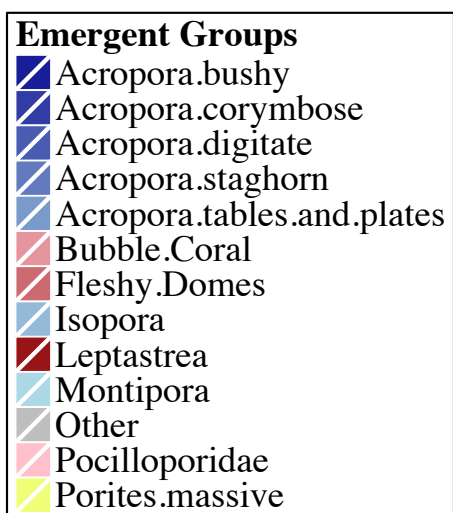 Emergent Groups
Acropora.bushy
Acropora.corymbose
Acropora.digitate
Acropora.staghorn
Acropora.tables.and.plates
Bubble.Coral
Fleshy.Domes
Isopora
Leptastrea
Montipora
Other
Pocilloporidae
Porites.massive